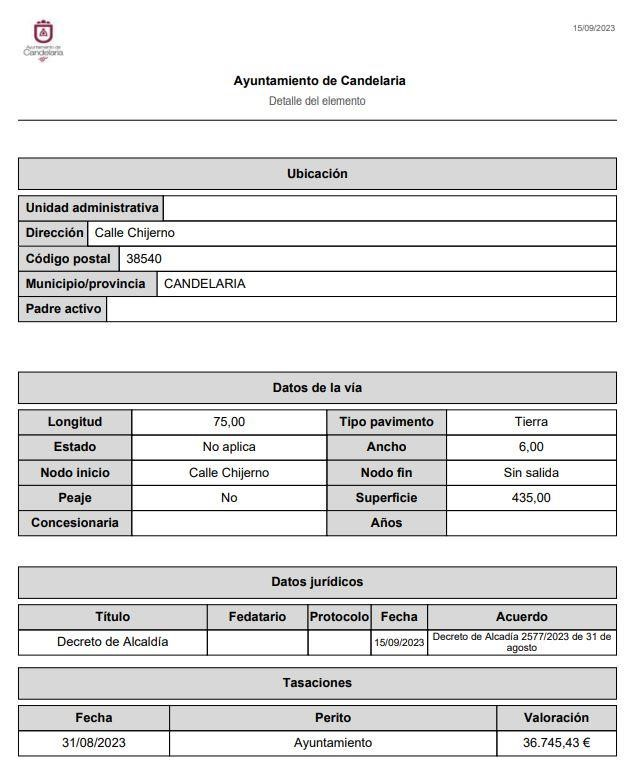 15/09/2023
Ayuntamiento de
Candelaria
Ayuntamiento de Candelaria
Detalle del elemento
Ubicación
Unidad administrativa
Dirección Calle Chijerno
Código postal 38540
Municipio/provincia CANDELARIA
Padre activo
Datos de la vía
Longitud 75,00 Tipo pavimento Tierra
Estado No aplica Ancho 6,00
Nodo inicio Calle Chijerno Nodo fin Sin salida
Peaje No Superficie 435,00
Concesionaria Años
Datos jurídicos
Título Fedatario Protocolo Fecha Acuerdo
Decreto de Alcaldía 15/09/2023 Decreto de Alcadía 2577/2023 de 31 de
agosto
Tasaciones
Fecha Perito Valoración
31/08/2023 Ayuntamiento 36.745,43 €